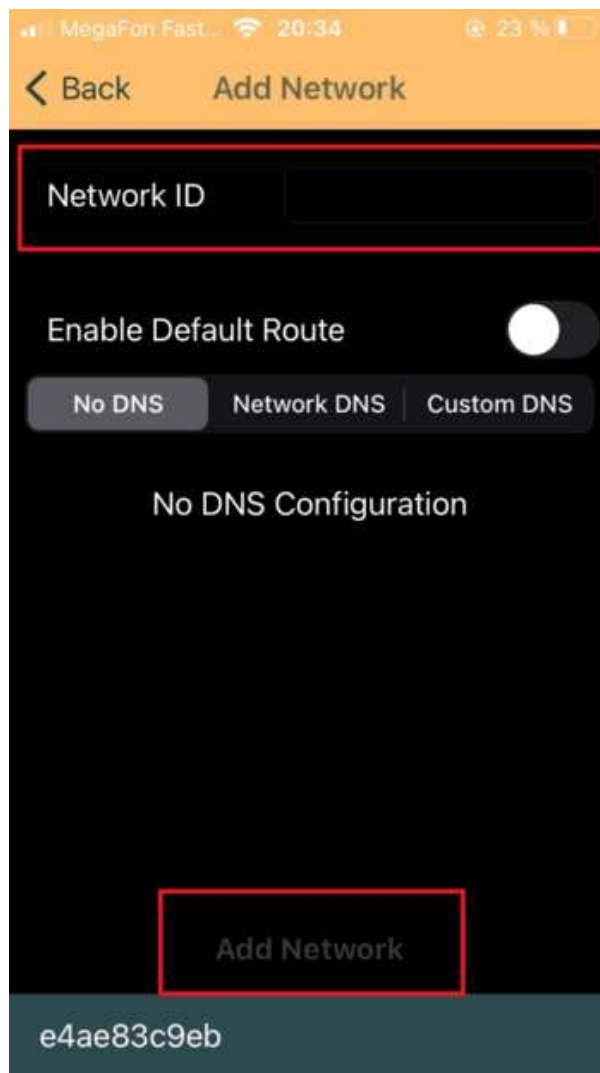 MegaFon Fast... 20:34 23 %
Back Add Network
Network ID
Enable Default Route
No DNS Network DNS Custom DNS
No DNS Configuration
Add Network
e4ae83c9eb